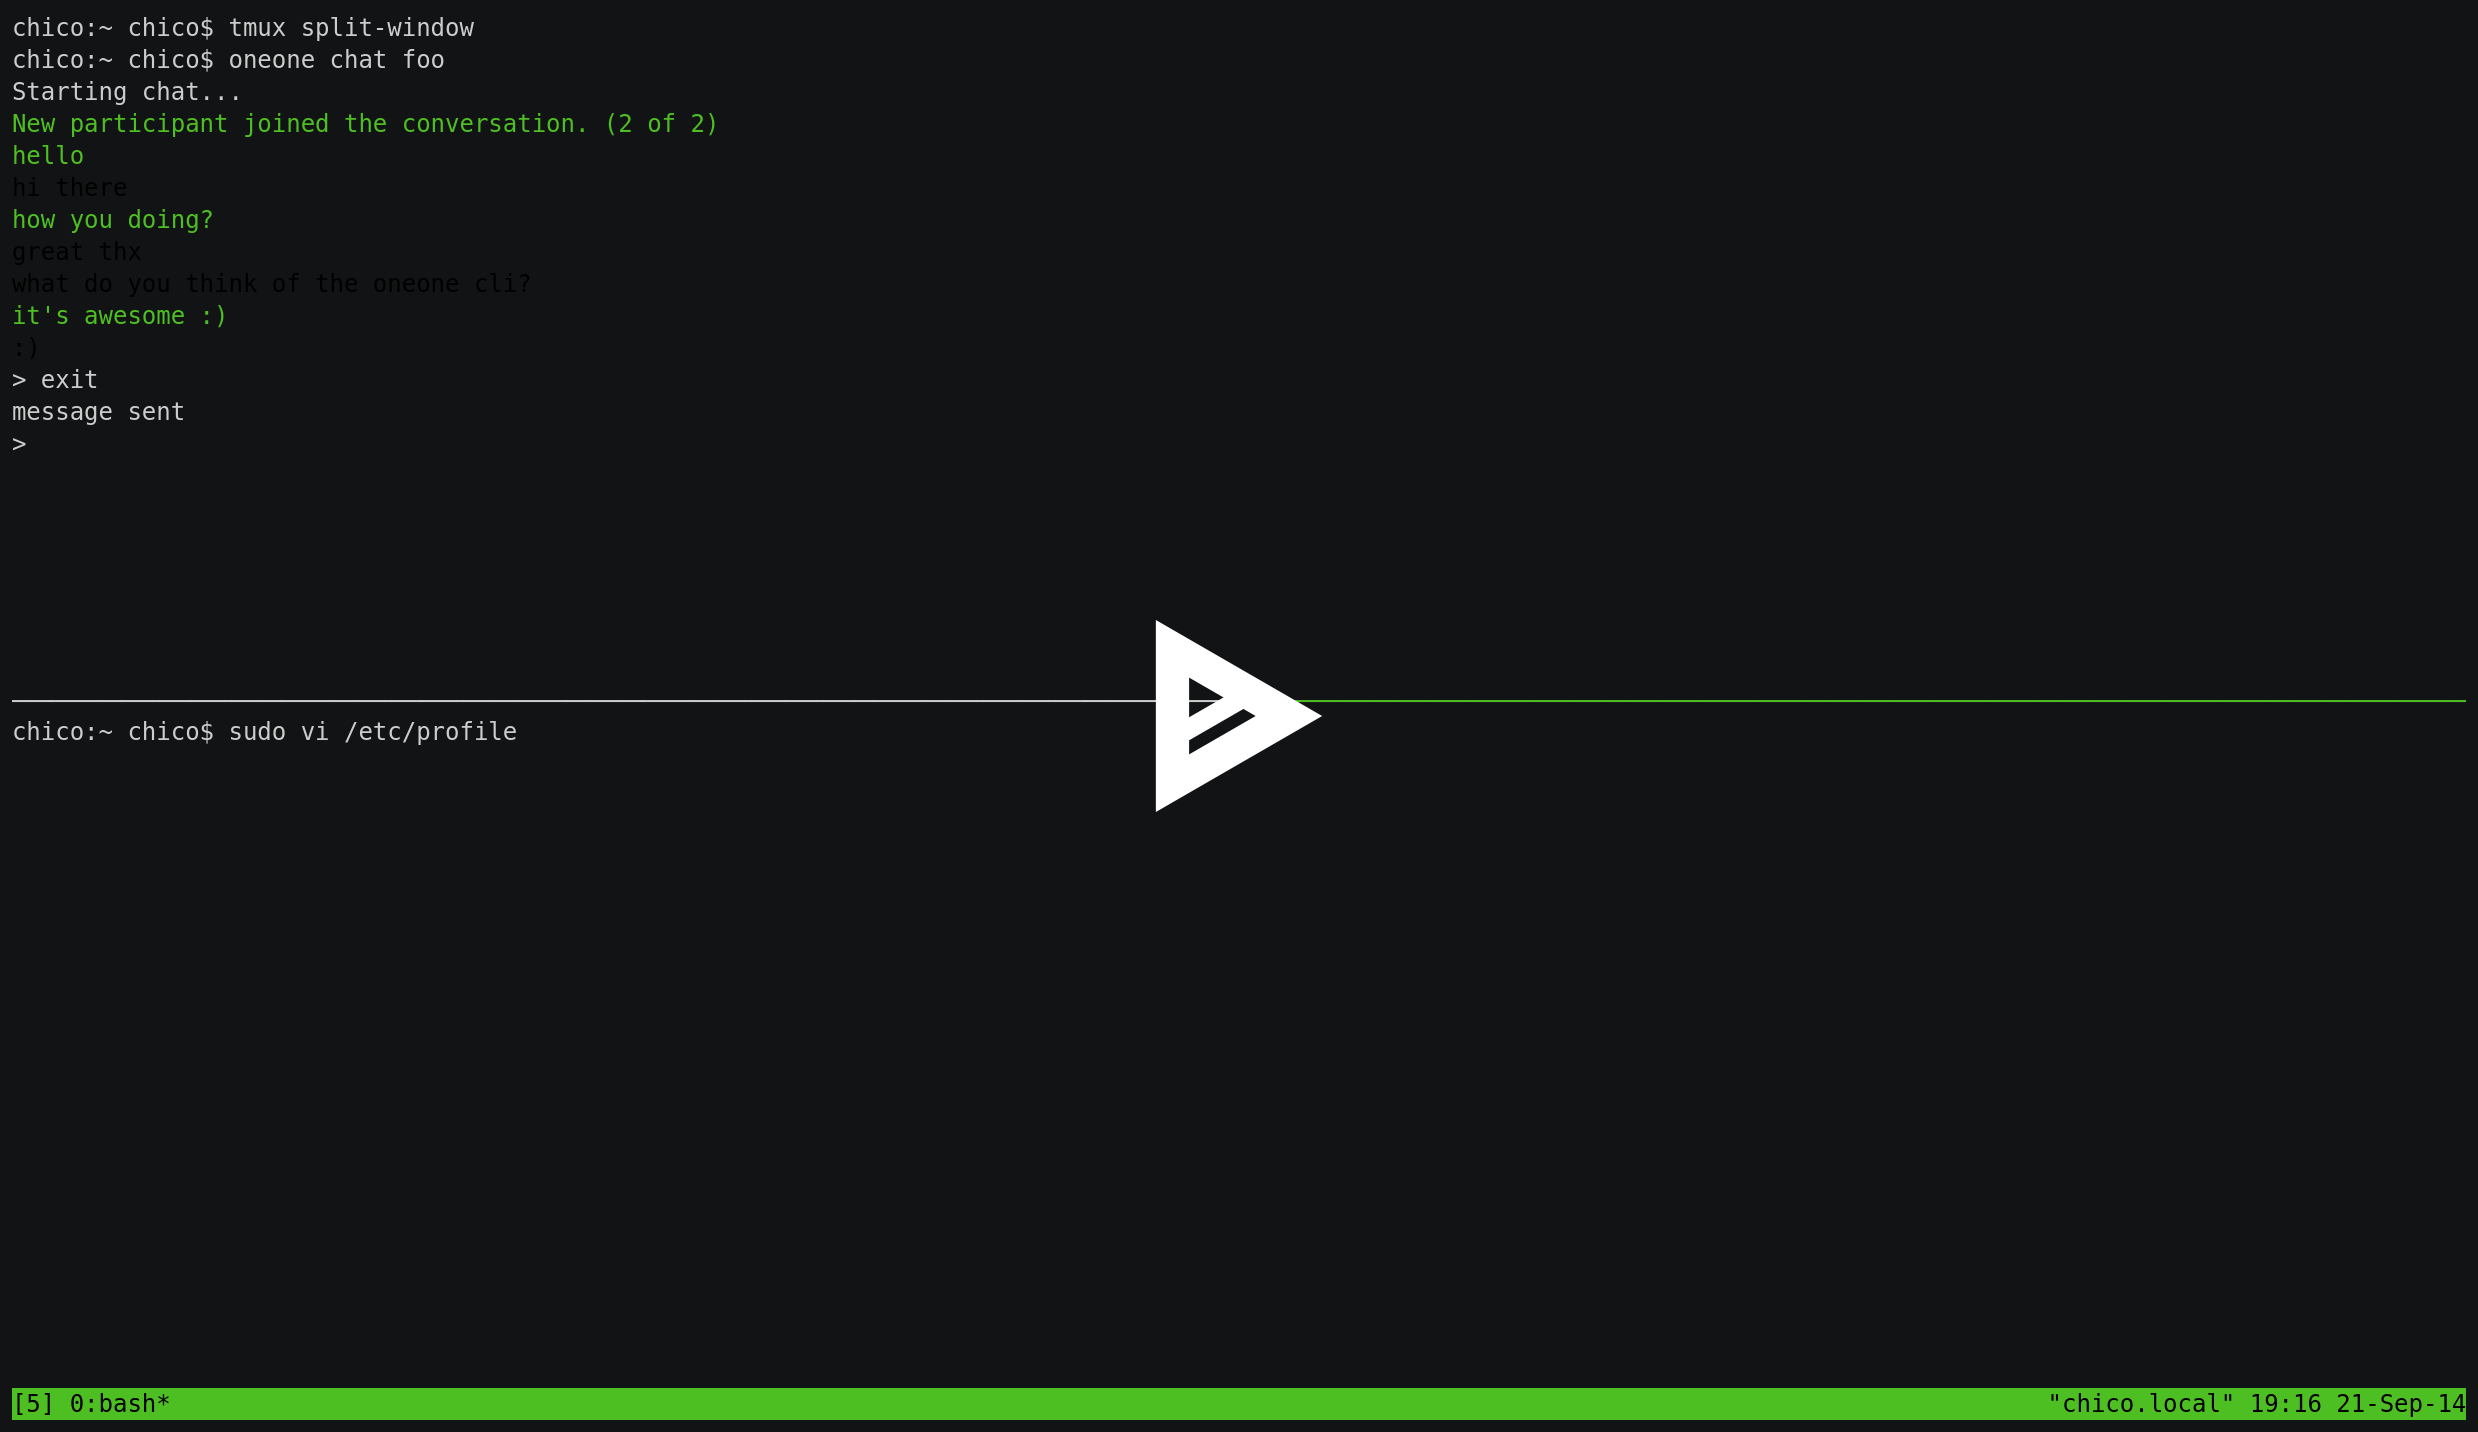 chico:~ chico$ tmux split-window
chico:~ chico$ oneone chat foo
Starting chat...
New participant joined the conversation. (2 of 2)
hello
hi there
how you doing?
great thx
what do you think of the oneone cli?
it's awesome :)
:)
> exit
message sent
>
chico:~ chico$ sudo vi /etc/profile
[5] 0:bash* "chico.local" 19:16 21-Sep-14